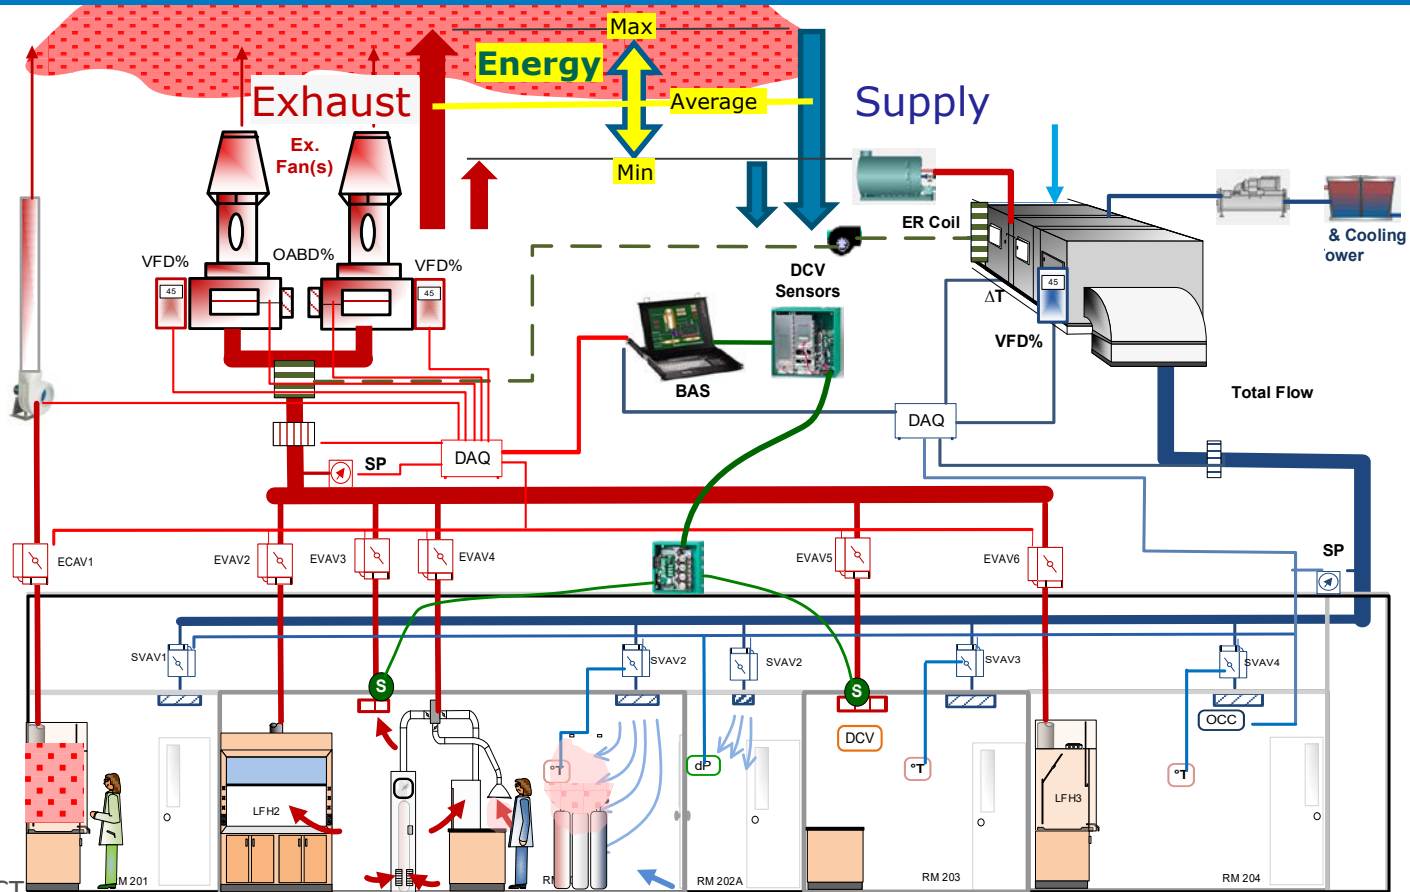 Max
Energy
Average
Exhaust
Supply
Ex.
Fan(s)
Min
ER Coil
& Cooling
ower
VFD%
OABD%
VFD%
DCV
Sensors
45
45
ΔT
45
VFD%
BAS
Total Flow
DAQ
DAQ
SP
SP
ECAV1
EVAV2
EVAV3
EVAV4
EVAV5
EVAV6
SVAV1
SVAV2
SVAV2
SVAV3
SVAV4
S
S
OCC
DCV
°T
dP
°T
°T
LFH2
LFH3
CT
RM 201
RM 202A
RM 203
RM 204